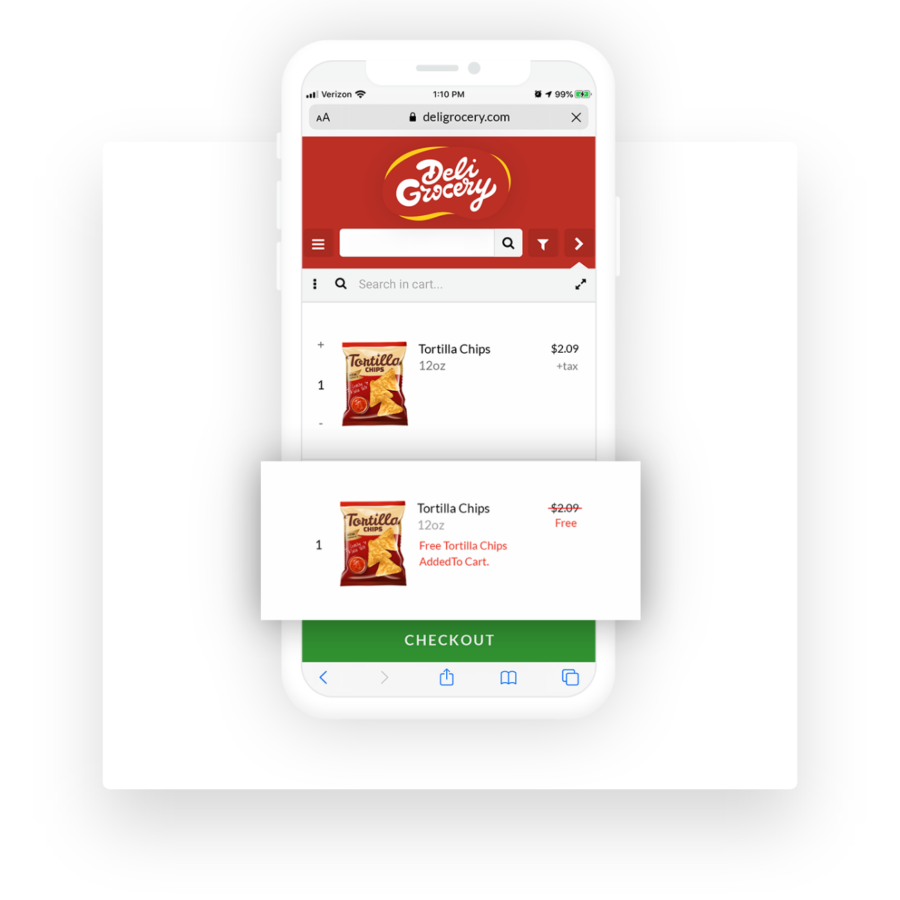 Verizon
1:10 PM
99%
AA
deligrocery.com
Deli
Grocery
Search in cart...
+
1
-
Tortilla
CHIPS
Tortilla Chips
$2.09
12oz
+tax
1
Tortilla
CHIPS
Tortilla Chips
$2.09
12oz
Free
Free Tortilla Chips
AddedTo Cart.
CHECKOUT